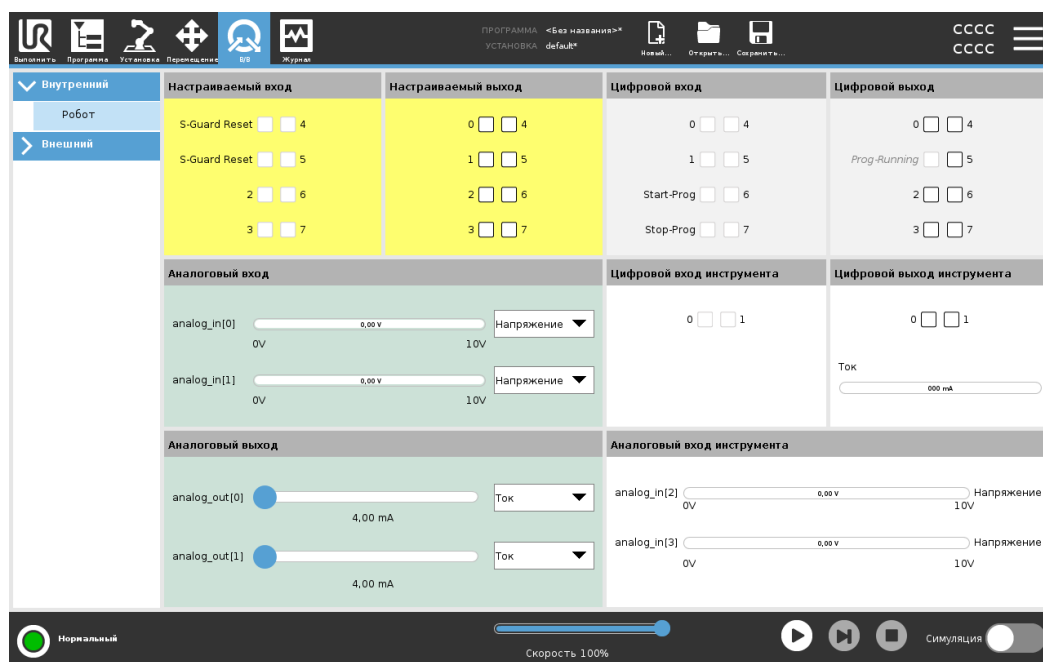 ПРОГРАММА <Без названия>*
УСТАНОВКА default*
UR
Выполнить Программа Установка Перемещение В/В Журнал
Новый... Открыть... Сохранить...
CCCC
CCCC
Внутренний
Робот
Внешний
Настраиваемый вход
S-Guard Reset 4
S-Guard Reset 5
2 6
3 7
Настраиваемый выход
0 4
1 5
2 6
3 7
Цифровой вход
0 4
1 5
Start-Prog 6
Stop-Prog 7
Цифровой выход
0 4
Prog-Running 5
2 6
3 7
Аналоговый вход
analog_in[0] 0,00 V Напряжение
0V 10V
analog_in[1] 0,00 V Напряжение
0V 10V
Цифровой вход инструмента
0 1
Цифровой выход инструмента
0 1
Ток
000 mA
Аналоговый выход
analog_out[0] Ток
4,00 mA
analog_out[1] Ток
4,00 mA
Аналоговый вход инструмента
analog_in[2] 0,00 V Напряжение
0V 10V
analog_in[3] 0,00 V Напряжение
0V 10V
Нормальный
Скорость 100%
Симуляция